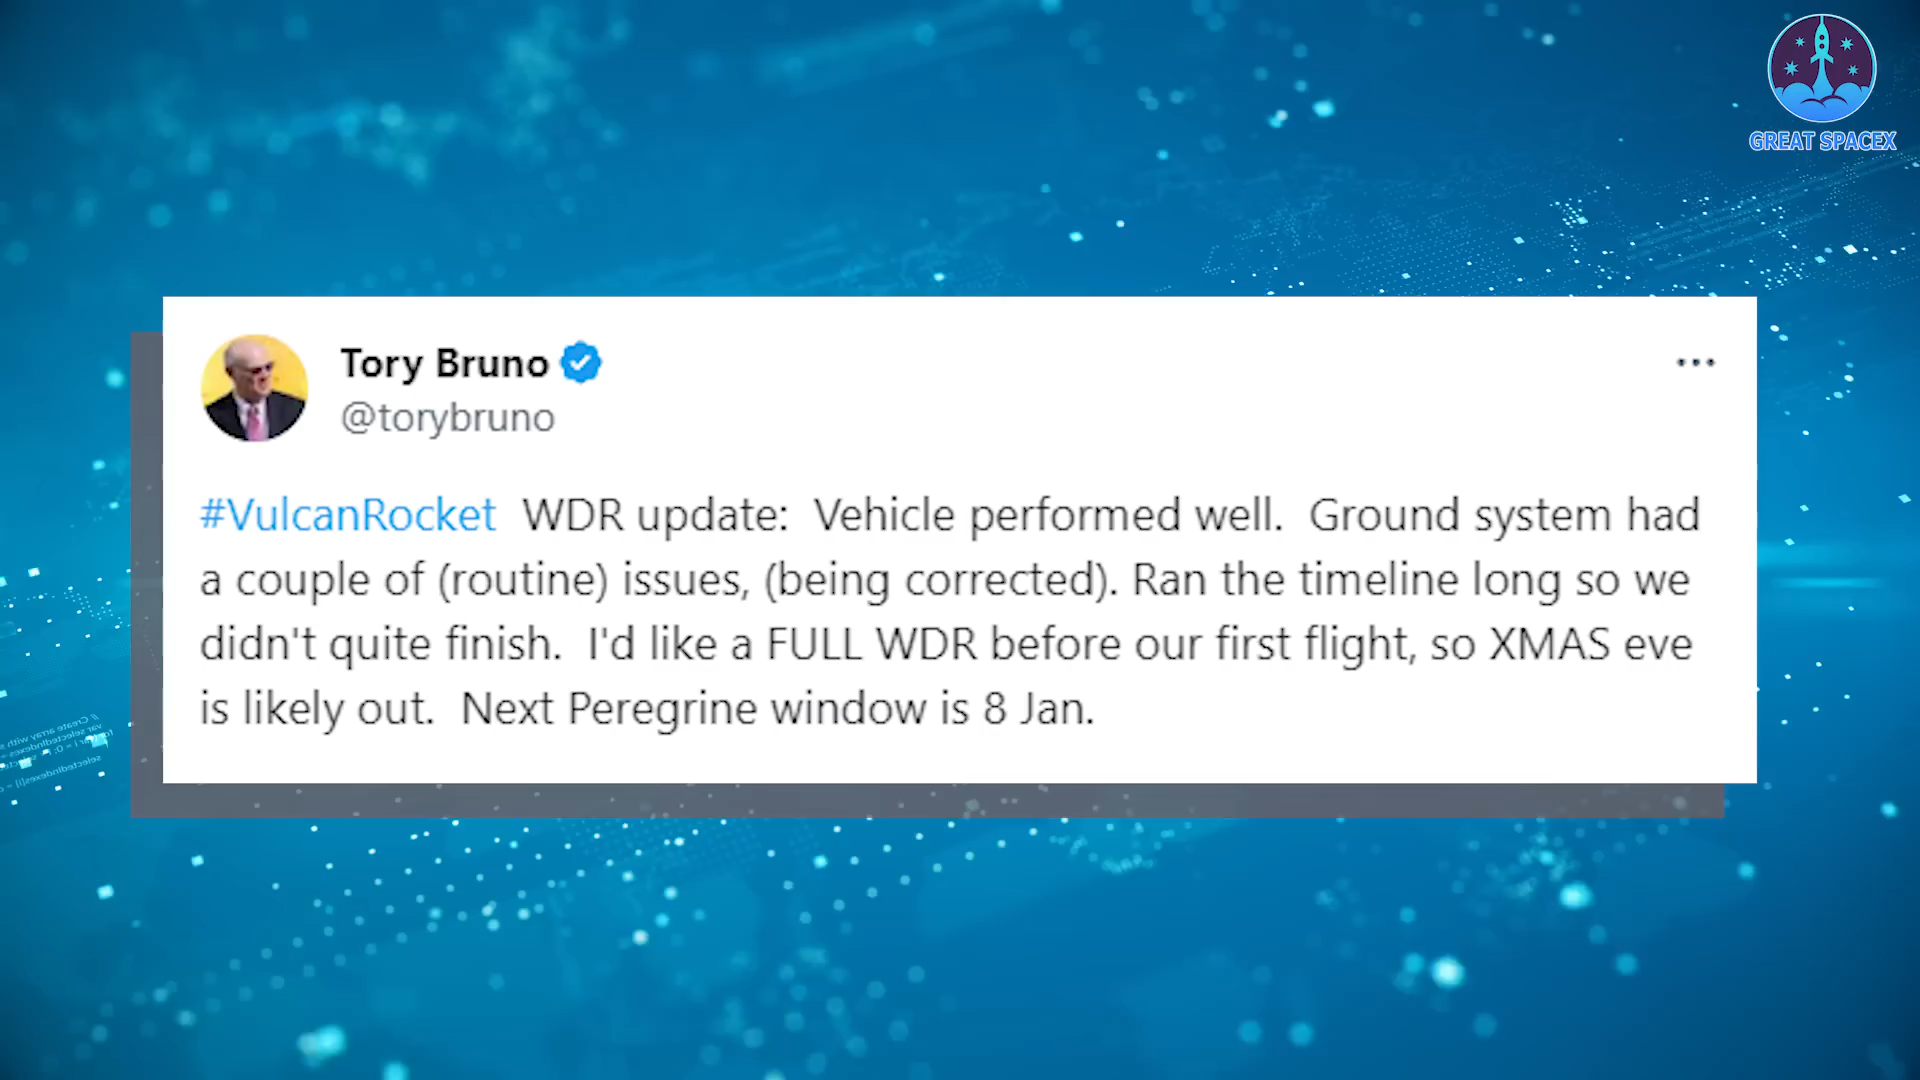 GREAT SPACEX
Tory Bruno
@torybruno
#VulcanRocket WDR update: Vehicle performed well. Ground system had
a couple of (routine) issues, (being corrected). Ran the timeline long so we
didn't quite finish. I'd like a FULL WDR before our first flight, so XMAS eve
is likely out. Next Peregrine window is 8 Jan.